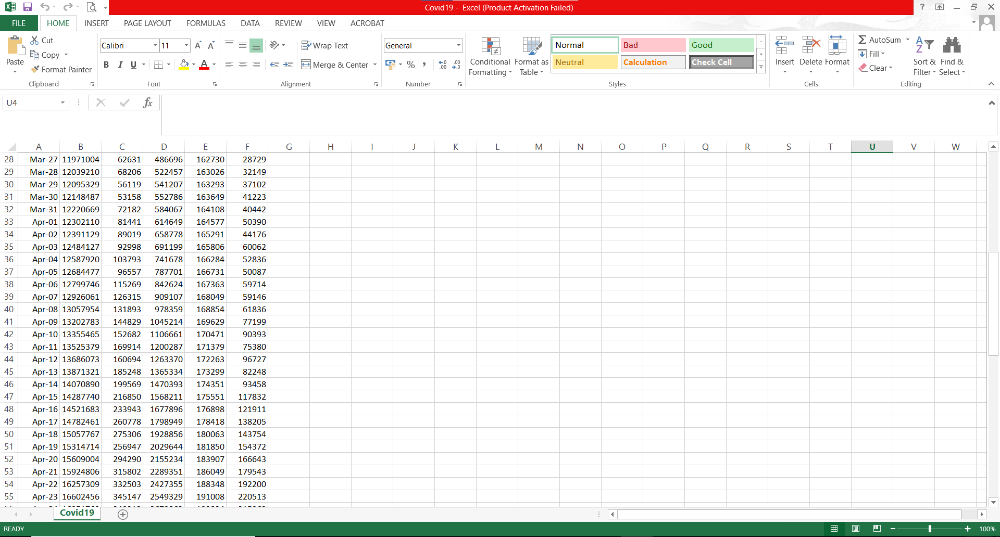 Covid19 - Excel (Product Activation Failed)
FILE HOME INSERT PAGE LAYOUT FORMULAS DATA REVIEW VIEW ACROBAT
Paste
Cut
Copy
Format Painter
Clipboard
Calibri 11
B I U
Font
Wrap Text
Merge & Center
Alignment
General
%
Number
Conditional Formatting
Format as Table
Normal Bad Good
Neutral Calculation Check Cell
Styles
Insert Delete Format
Cells
AutoSum
Fill
Clear
Sort & Filter
Find & Select
Editing
U4 fx
A B C D E F G H I J K L M N O P Q R S T U V W
28 Mar-27 11971004 62631 486696 162730 28729
29 Mar-28 12039210 68206 522457 163026 32149
30 Mar-29 12095329 56119 541207 163293 37102
31 Mar-30 12148487 53158 552786 163649 41223
32 Mar-31 12220669 72182 584067 164108 40442
33 Apr-01 12302110 81441 614649 164577 50390
34 Apr-02 12391129 89019 658778 165291 44176
35 Apr-03 12484127 92998 691199 165806 60062
36 Apr-04 12587920 103793 741678 166284 52836
37 Apr-05 12684477 96557 787701 166731 50087
38 Apr-06 12799746 115269 842624 167363 59714
39 Apr-07 12926061 126315 909107 168049 59146
40 Apr-08 13057954 131893 978359 168854 61836
41 Apr-09 13202783 144829 1045214 169629 77199
42 Apr-10 13355465 152682 1106661 170471 90393
43 Apr-11 13525379 169914 1200287 171379 75380
44 Apr-12 13686073 160694 1263370 172263 96727
45 Apr-13 13871321 185248 1365334 173299 82248
46 Apr-14 14070890 199569 1470393 174351 93458
47 Apr-15 14287740 216850 1568211 175551 117832
48 Apr-16 14521683 233943 1677896 176898 121911
49 Apr-17 14782461 260778 1798949 178418 138205
50 Apr-18 15057767 275306 1928856 180063 143754
51 Apr-19 15314714 256947 2029644 181850 154372
52 Apr-20 15609004 294290 2155234 183907 166643
53 Apr-21 15924806 315802 2289351 186049 179543
54 Apr-22 16257309 332503 2427355 188348 192200
55 Apr-23 16602456 345147 2549329 191008 220513
Covid19
READY 100%